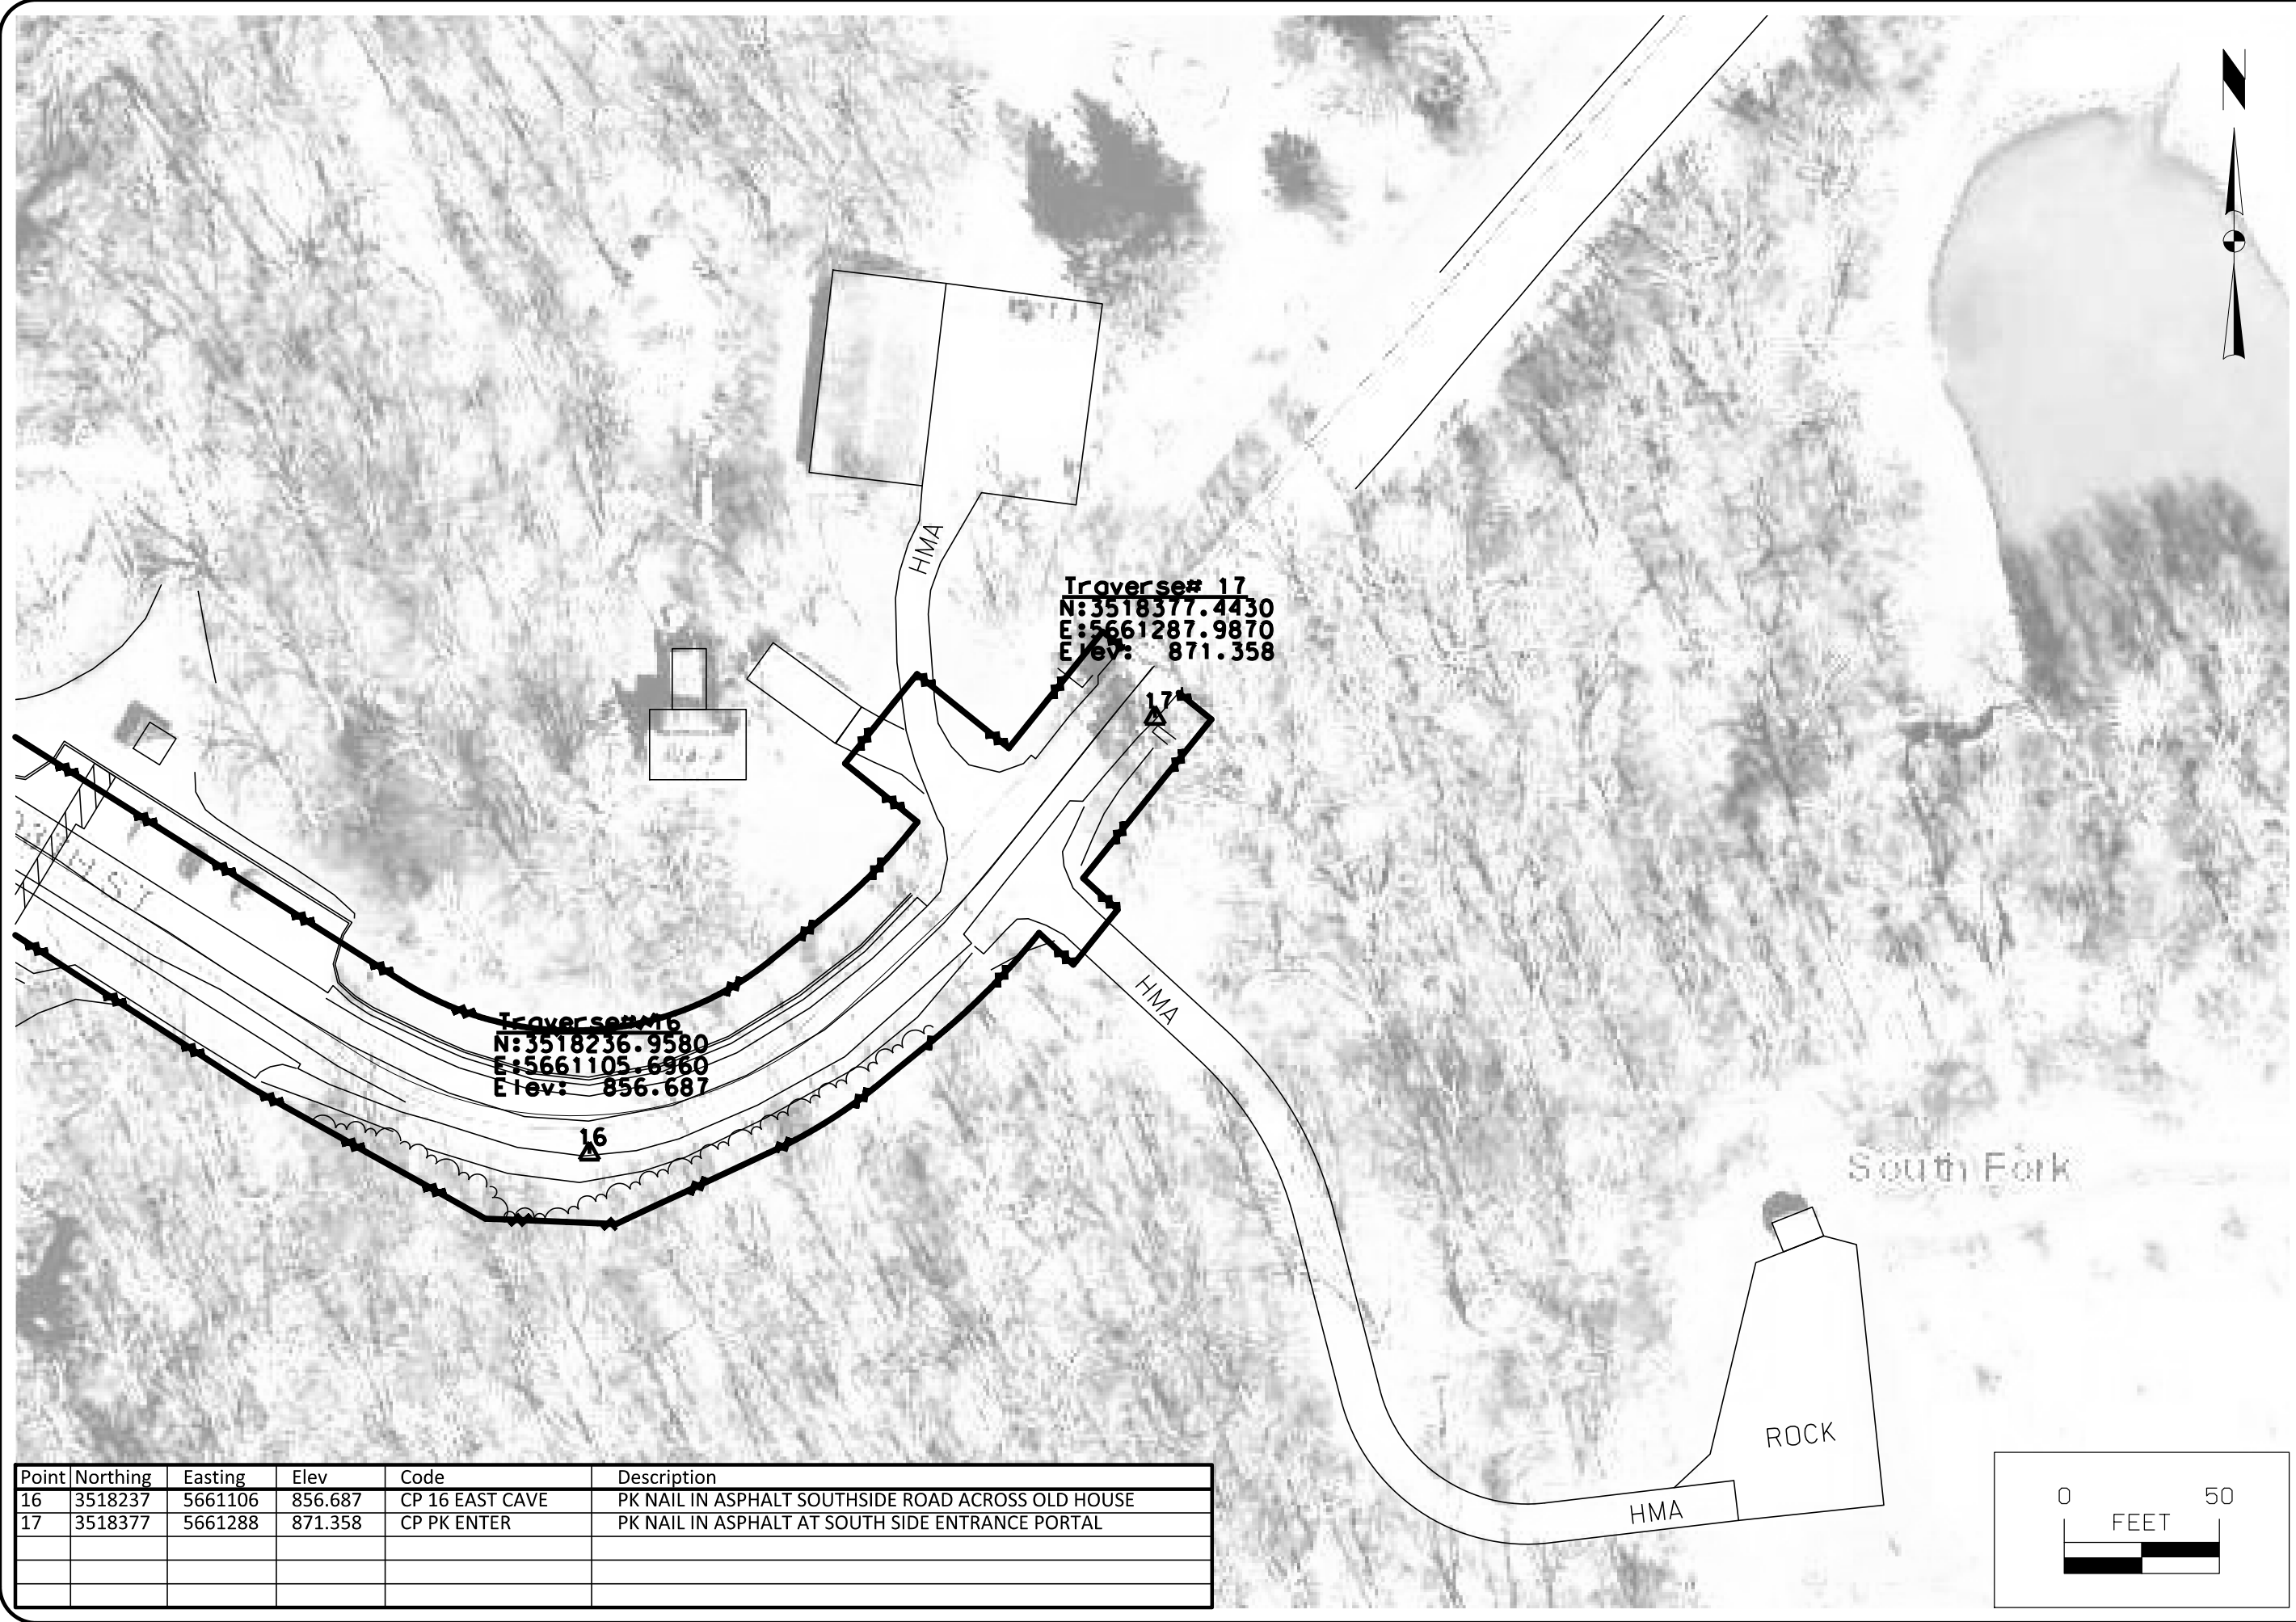 N
HMA
Traverse# 17
N:3518377.4430
E:5661287.9870
Elev: 871.358
17
HMA
Traverse# 16
N:3518236.9580
E:5661105.6960
Elev: 856.687
16
South Fork
ROCK
HMA
Point Northing Easting Elev Code Description
16 3518237 5661106 856.687 CP 16 EAST CAVE PK NAIL IN ASPHALT SOUTHSIDE ROAD ACROSS OLD HOUSE
17 3518377 5661288 871.358 CP PK ENTER PK NAIL IN ASPHALT AT SOUTH SIDE ENTRANCE PORTAL
0 50
FEET